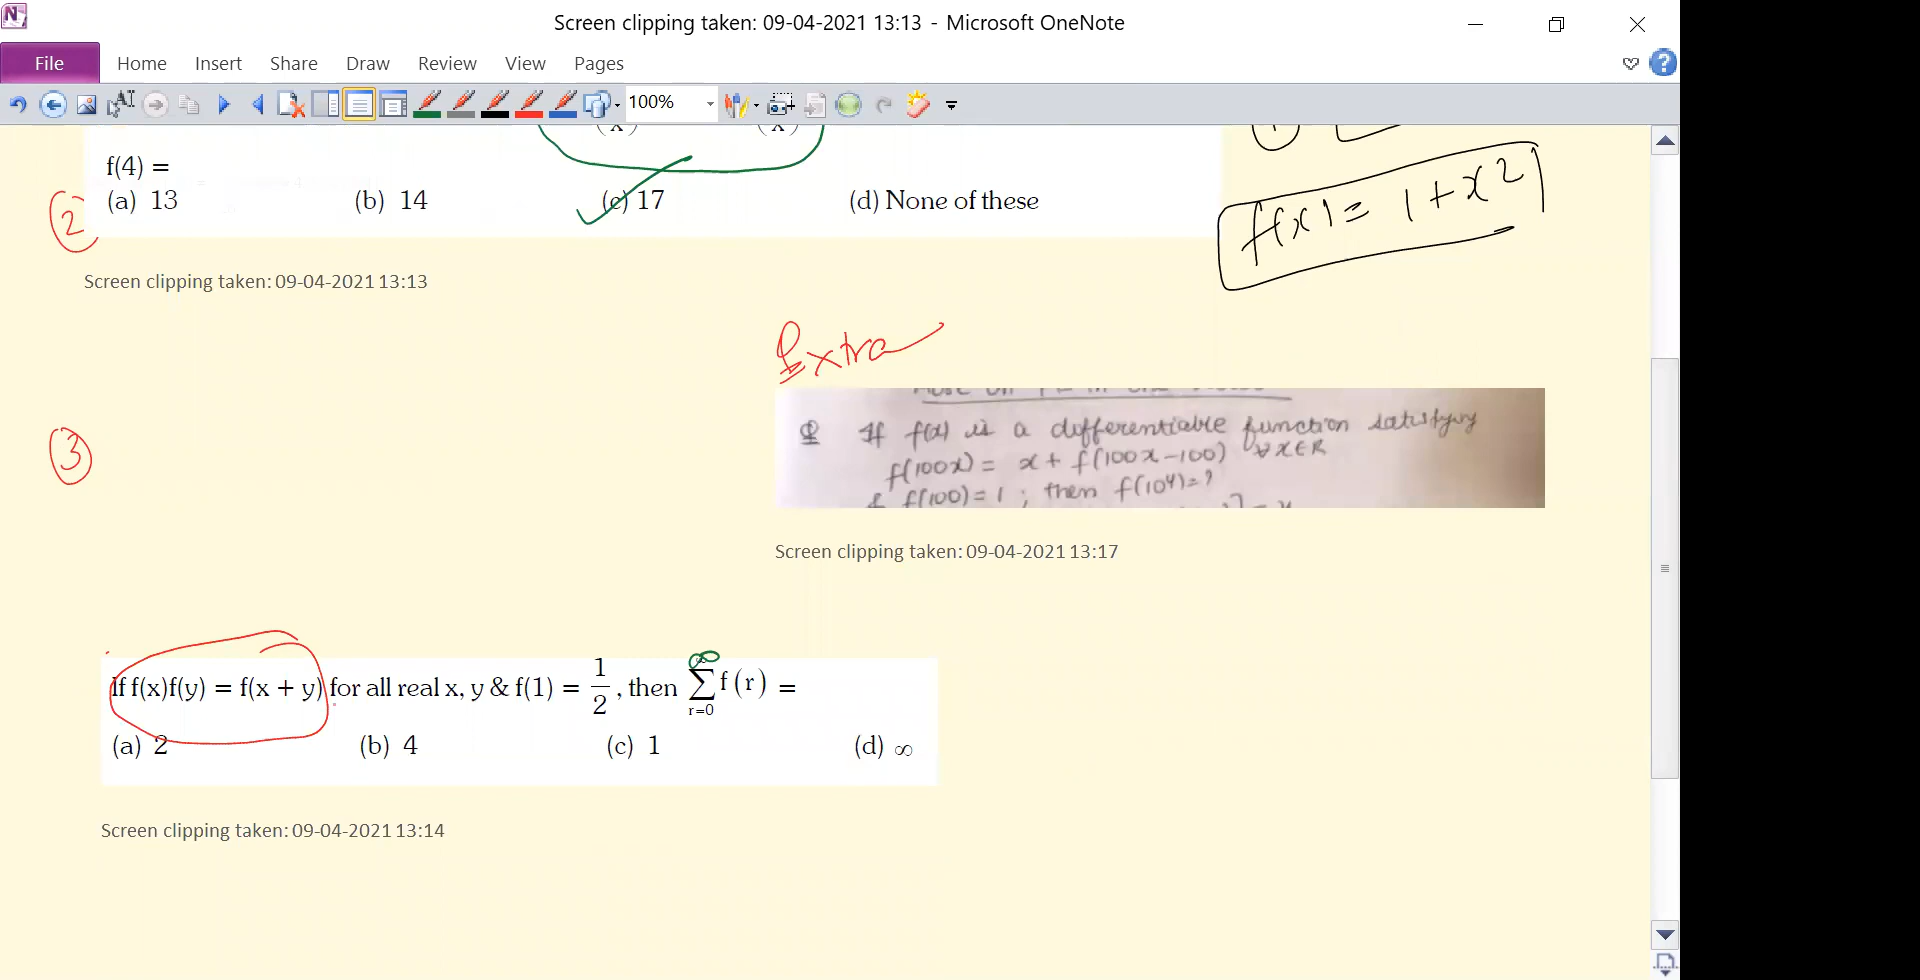 Screen clipping taken: 09-04-2021 13:13 - Microsoft OneNote
File Home Insert Share Draw Review View Pages
100%
f(4) =
(a) 13 (b) 14 (c) 17 (d) None of these
2
f(x) = 1 + x²
Screen clipping taken: 09-04-2021 13:13
Extra
3
Q If f(x) is a differentiable function satisfying
f(100x) = x + f(100x - 100) ∀ x ∈ R
& f(100) = 1 ; then f(10⁴) = ?
Screen clipping taken: 09-04-2021 13:17
If f(x)f(y) = f(x + y) for all real x, y & f(1) = 1/2 , then ∞∑r=0 f(r) =
(a) 2 (b) 4 (c) 1 (d) ∞
Screen clipping taken: 09-04-2021 13:14